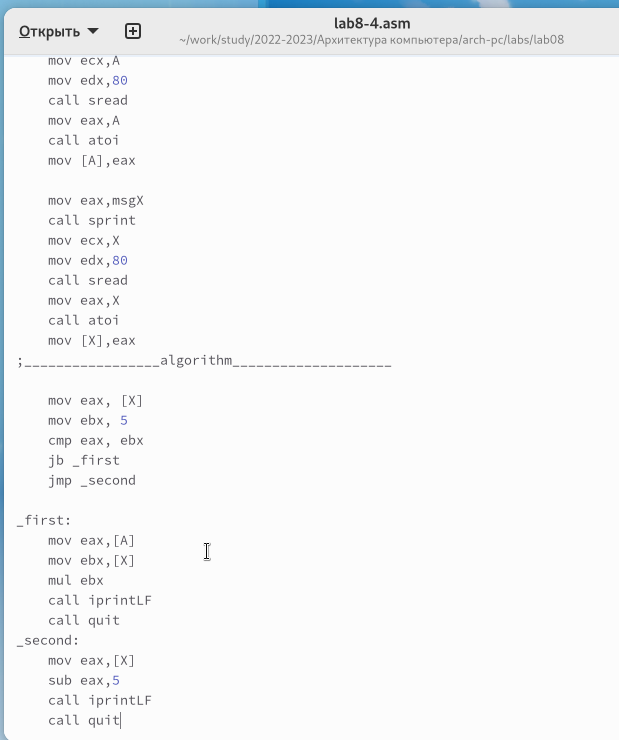 Открыть
lab8-4.asm
~/work/study/2022-2023/Архитектура компьютера/arch-pc/labs/lab08
mov ecx,A
mov edx,80
call sread
mov eax,A
call atoi
mov [A],eax
mov eax,msgX
call sprint
mov ecx,X
mov edx,80
call sread
mov eax,X
call atoi
mov [X],eax
;_________________algorithm____________________
mov eax, [X]
mov ebx, 5
cmp eax, ebx
jb _first
jmp _second
_first:
mov eax,[A]
mov ebx,[X]
mul ebx
call iprintLF
call quit
_second:
mov eax,[X]
sub eax,5
call iprintLF
call quit